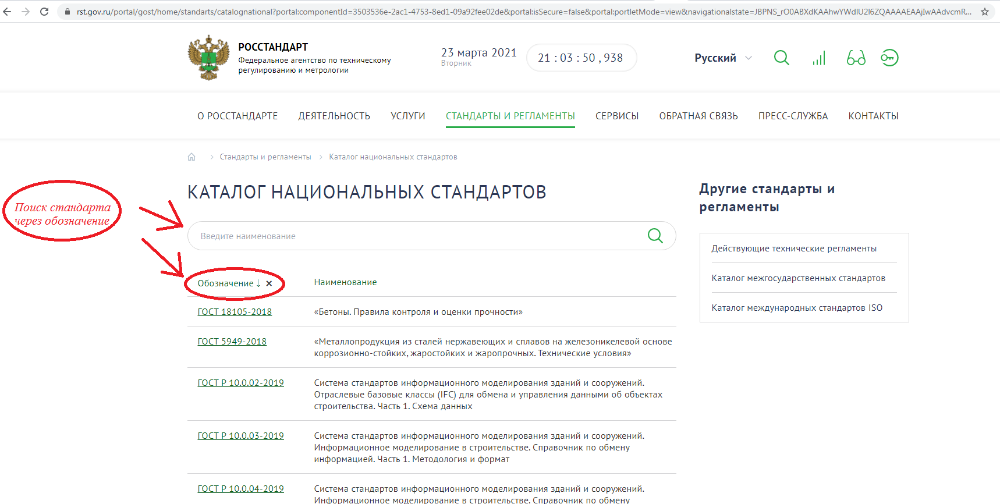 rst.gov.ru/portal/gost/home/standarts/catalognational?portal:componentId=3503536e-2ac1-4753-8ed1-09a92fee02de&portal:isSecure=false&portal:portletMode=view&navigationalstate=JBPNS_rO0ABXdKAAhwYWdlU2l6ZQAAAAEAAjIwAAdvcmR...
РОССТАНДАРТ
Федеральное агентство по техническому
регулированию и метрологии
23 марта 2021
Вторник
21 : 03 : 50 , 938
Русский
О РОССТАНДАРТЕ ДЕЯТЕЛЬНОСТЬ УСЛУГИ СТАНДАРТЫ И РЕГЛАМЕНТЫ СЕРВИСЫ ОБРАТНАЯ СВЯЗЬ ПРЕСС-СЛУЖБА КОНТАКТЫ
Стандарты и регламенты > Каталог национальных стандартов
КАТАЛОГ НАЦИОНАЛЬНЫХ СТАНДАРТОВ
Поиск стандарта
через обозначение
Введите наименование
Обозначение ↓ × Наименование
ГОСТ 18105-2018 «Бетоны. Правила контроля и оценки прочности»
ГОСТ 5949-2018 «Металлопродукция из сталей нержавеющих и сплавов на железоникелевой основе
коррозионно-стойких, жаростойких и жаропрочных. Технические условия»
ГОСТ Р 10.0.02-2019 Система стандартов информационного моделирования зданий и сооружений.
Отраслевые базовые классы (IFC) для обмена и управления данными об объектах
строительства. Часть 1. Схема данных
ГОСТ Р 10.0.03-2019 Система стандартов информационного моделирования зданий и сооружений.
Информационное моделирование в строительстве. Справочник по обмену
информацией. Часть 1. Методология и формат
ГОСТ Р 10.0.04-2019 Система стандартов информационного моделирования зданий и сооружений.
Информационное моделирование в строительстве. Справочник по обмену
Другие стандарты и
регламенты
Действующие технические регламенты
Каталог межгосударственных стандартов
Каталог международных стандартов ISO